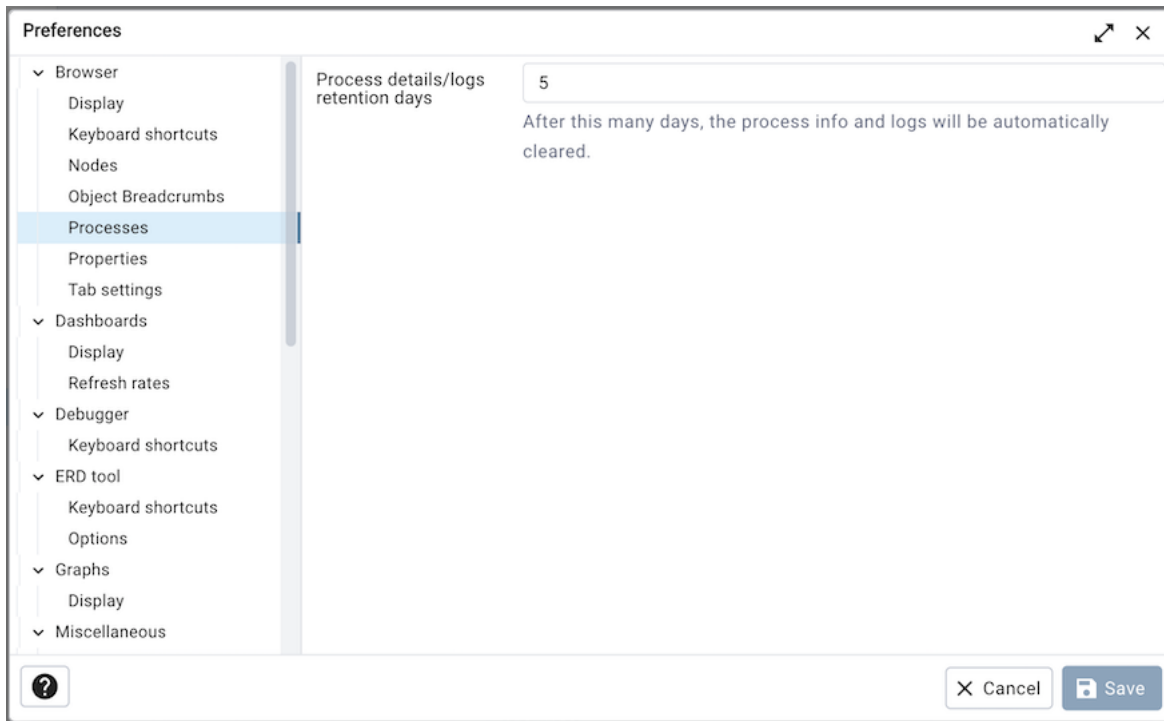 Preferences
Browser
Display
Keyboard shortcuts
Nodes
Object Breadcrumbs
Processes
Properties
Tab settings
Dashboards
Display
Refresh rates
Debugger
Keyboard shortcuts
ERD tool
Keyboard shortcuts
Options
Graphs
Display
Miscellaneous
Process details/logs
retention days
5
After this many days, the process info and logs will be automatically
cleared.
?
Cancel
Save